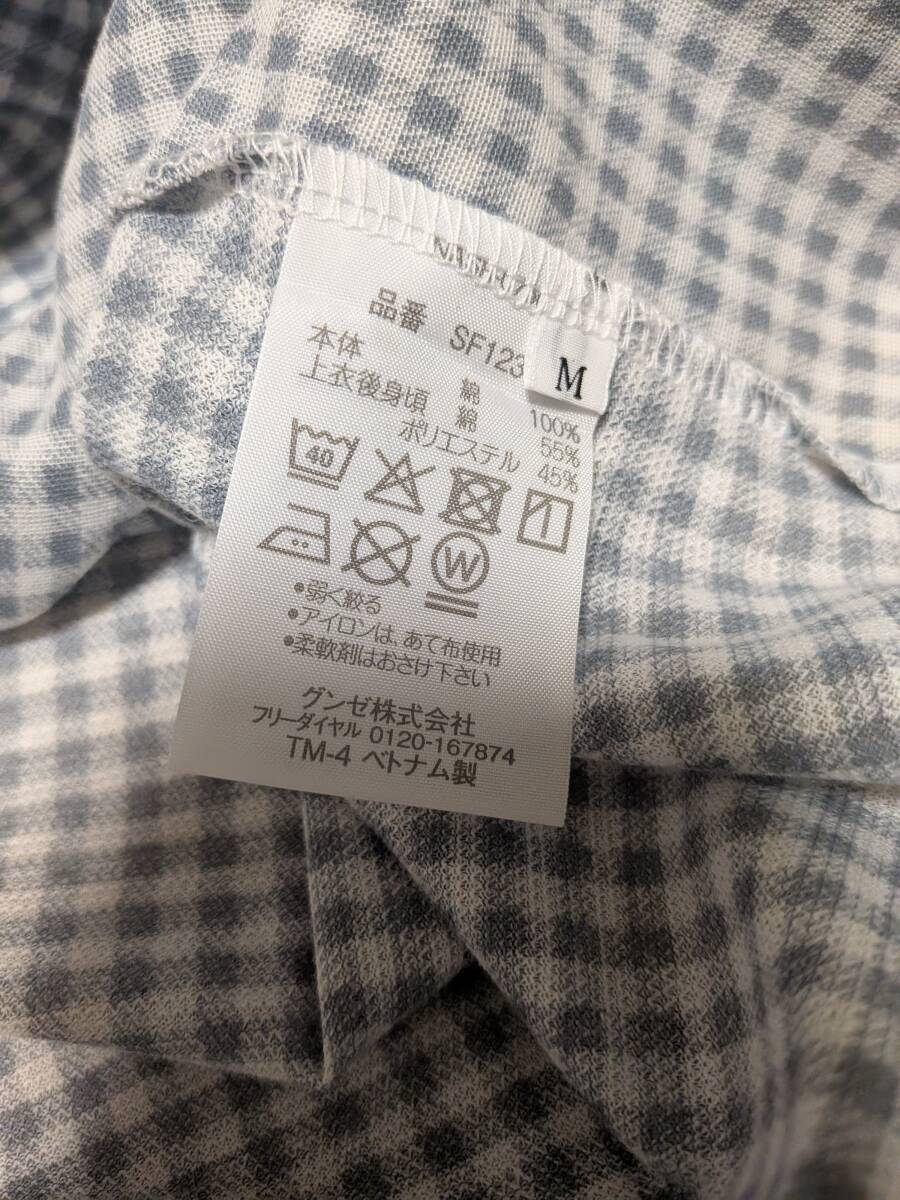 品番 SF123
M
本体 綿 100%
上衣後身頃 綿 55%
ポリエステル 45%
40
W
•弱く絞る
•アイロンは、あて布使用
•柔軟剤はおさけ下さい
グンゼ株式会社
フリーダイヤル 0120-167874
TM-4 ベトナム製